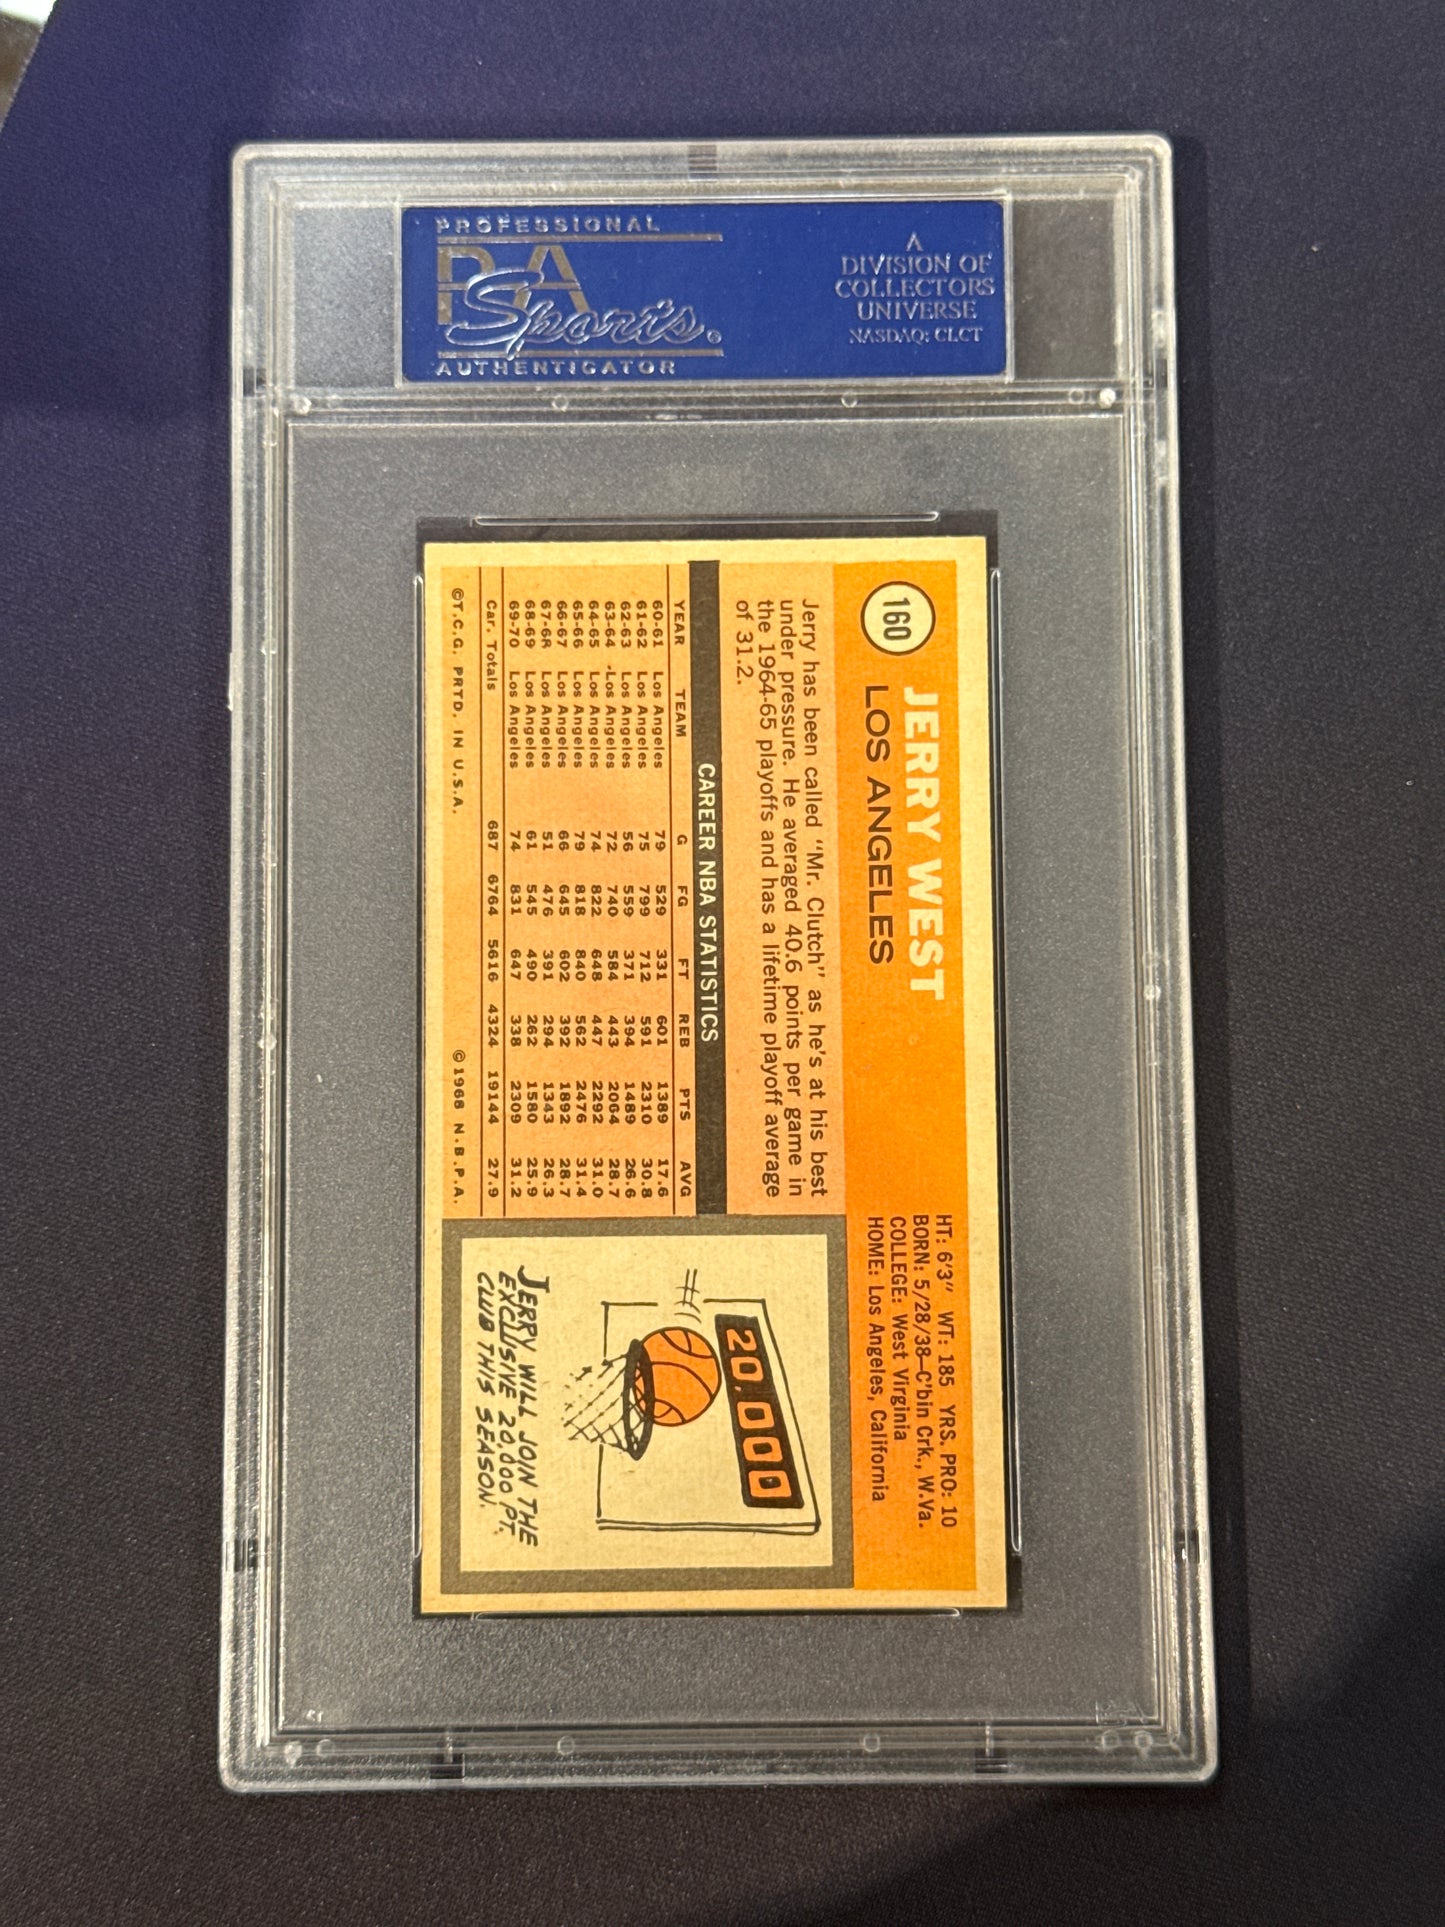 PROFESSIONAL
PSA
Sports
AUTHENTICATOR
A
DIVISION OF
COLLECTORS
UNIVERSE
NASDAQ: CLCT
160
JERRY WEST
LOS ANGELES
HT: 6'3" WT: 185 YRS. PRO: 10
BORN: 5/28/38–C'bin Crk., W.Va.
COLLEGE: West Virginia
HOME: Los Angeles, California
Jerry has been called "Mr. Clutch" as he's at his best
under pressure. He averaged 40.6 points per game in
the 1964-65 playoffs and has a lifetime playoff average
of 31.2.
CAREER NBA STATISTICS
YEAR TEAM G FG FT REB PTS AVG
60-61 Los Angeles 79 529 331 601 1389 17.6
61-62 Los Angeles 75 799 712 591 2310 30.8
62-63 Los Angeles 56 559 371 394 1489 26.6
63-64 -Los Angeles 72 740 584 443 2064 28.7
64-65 Los Angeles 74 822 648 447 2292 31.0
65-66 Los Angeles 79 818 840 562 2476 31.4
66-67 Los Angeles 66 645 602 392 1892 28.7
67-68 Los Angeles 51 476 391 294 1343 26.3
68-69 Los Angeles 61 545 490 262 1580 25.9
69-70 Los Angeles 74 831 647 338 2309 31.2
Car. Totals 687 6764 5616 4324 19144 27.9
©T.C.G. PRTD. IN U.S.A. ©1968 N.B.P.A.
20,000
JERRY WILL JOIN THE
EXCLUSIVE 20,000 PT.
CLUB THIS SEASON.